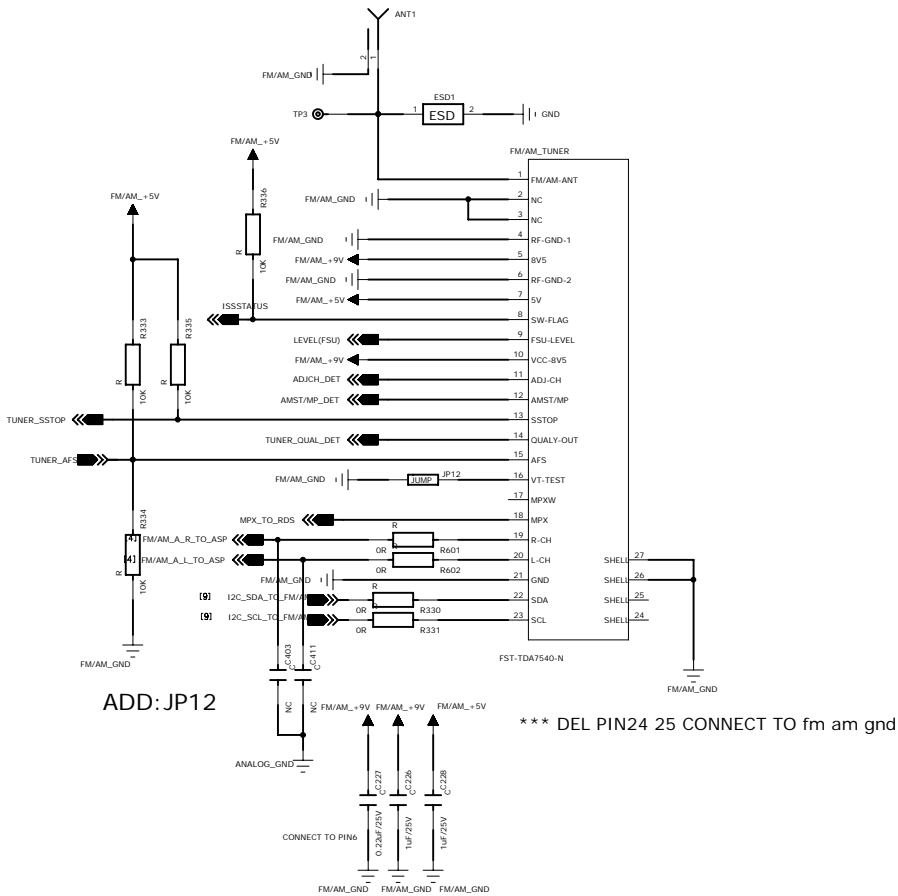 ANT1
2
1
FM/AM_GND
ESD1
TP3
1
ESD
2
GND
FM/AM_+5V
FM/AM_TUNER
R336
R
10K
FM/AM_+5V
1 FM/AM-ANT
FM/AM_GND
2 NC
3 NC
FM/AM_GND
4 RF-GND-1
FM/AM_+9V
5 8V5
FM/AM_GND
6 RF-GND-2
FM/AM_+5V
7 5V
ISSSTATUS
8 SW-FLAG
LEVEL(FSU)
9 FSU-LEVEL
R333
R
10K
R335
R
10K
FM/AM_+9V
10 VCC-8V5
ADJCH_DET
11 ADJ-CH
AMST/MP_DET
12 AMST/MP
TUNER_SSTOP
13 SSTOP
TUNER_QUAL_DET
14 QUALY-OUT
TUNER_AFS
15 AFS
FM/AM_GND
JUMP
JP12
16 VT-TEST
17 MPXW
MPX_TO_RDS
18 MPX
R334
R
10K
[4] FM/AM_A_R_TO_ASP
R
0R
R601
19 R-CH
[4] FM/AM_A_L_TO_ASP
R
0R
R602
20 L-CH
SHELL 27
FM/AM_GND
21 GND
SHELL 26
[9] I2C_SDA_TO_FM/AM
R
0R
R330
22 SDA
SHELL 25
[9] I2C_SCL_TO_FM/AM
R
0R
R331
23 SCL
SHELL 24
FM/AM_GND
FST-TDA7540-N
C403
C
NC
C411
C
NC
FM/AM_GND
ADD:JP12
FM/AM_+9V
FM/AM_+9V
FM/AM_+5V
*** DEL PIN24 25 CONNECT TO fm am gnd
ANALOG_GND
C227
C
0.22uF/25V
C226
C
1uF/25V
C228
C
1uF/25V
CONNECT TO PIN6
FM/AM_GND
FM/AM_GND
FM/AM_GND